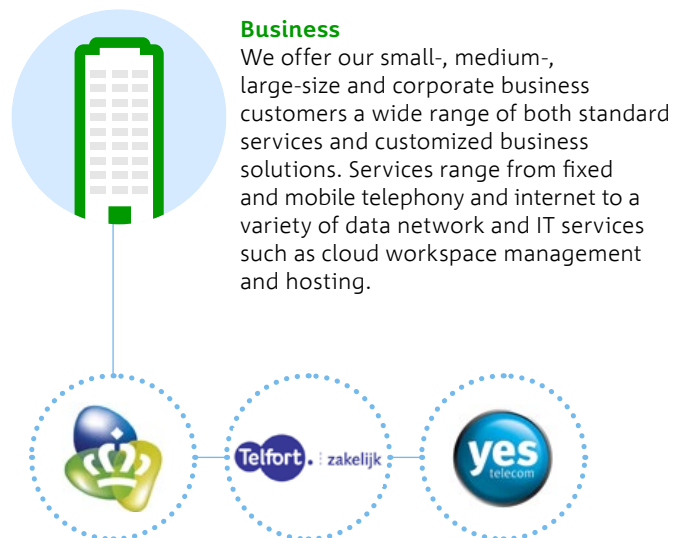 Business
We offer our small-, medium-,
large-size and corporate business
customers a wide range of both standard
services and customized business
solutions. Services range from fixed
and mobile telephony and internet to a
variety of data network and IT services
such as cloud workspace management
and hosting.
Telfort. zakelijk
yes
telecom